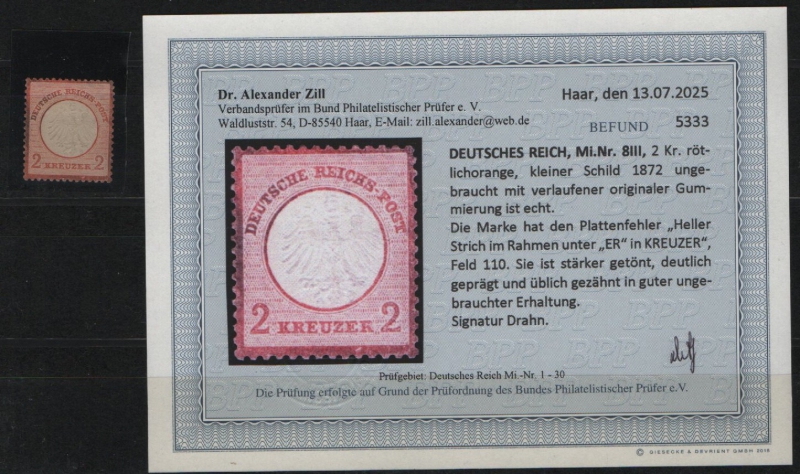 DEUTSCHE REICHS-POST
2 KREUZER 2
Dr. Alexander Zill
Verbandsprüfer im Bund Philatelistischer Prüfer e. V.
Waldluststr. 54, D-85540 Haar, E-Mail: zill.alexander@web.de
Haar, den 13.07.2025
BEFUND 5333
DEUTSCHE REICHS-POST
2 KREUZER 2
DEUTSCHES REICH, Mi.Nr. 8III, 2 Kr. röt-
lichorange, kleiner Schild 1872 unge-
braucht mit verlaufener originaler Gum-
mierung ist echt.
Die Marke hat den Plattenfehler „Heller
Strich im Rahmen unter „ER“ in KREUZER“,
Feld 110. Sie ist stärker getönt, deutlich
geprägt und üblich gezähnt in guter unge-
brauchter Erhaltung.
Signatur Drahn.
Prüfgebiet: Deutsches Reich Mi.-Nr. 1 - 30
Die Prüfung erfolgte auf Grund der Prüfordnung des Bundes Philatelistischer Prüfer e.V.
© GIESECKE & DEVRIENT GMBH 2010